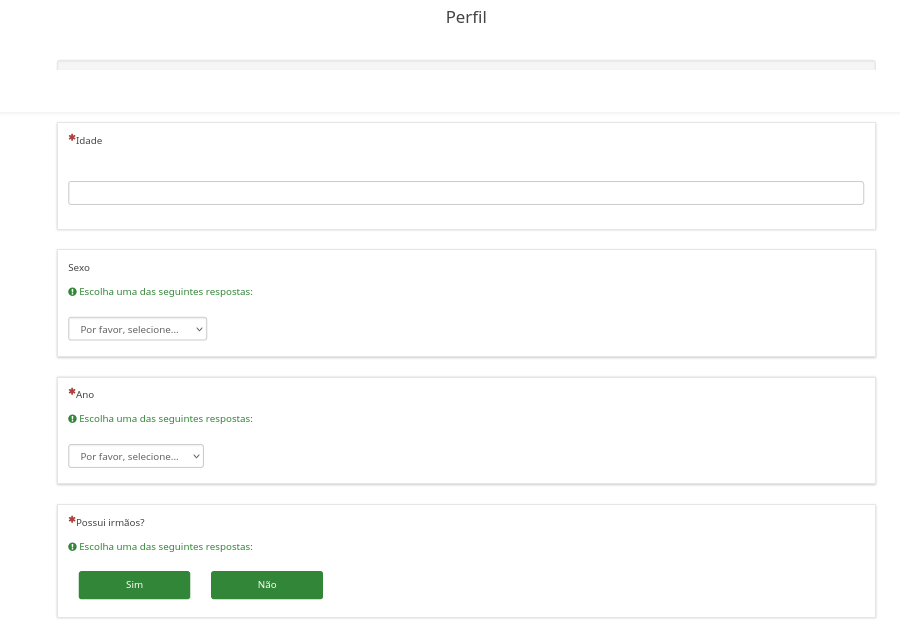 Perfil
✱Idade
Sexo
Escolha uma das seguintes respostas:
Por favor, selecione...
✱Ano
Escolha uma das seguintes respostas:
Por favor, selecione...
✱Possui irmãos?
Escolha uma das seguintes respostas:
Sim Não